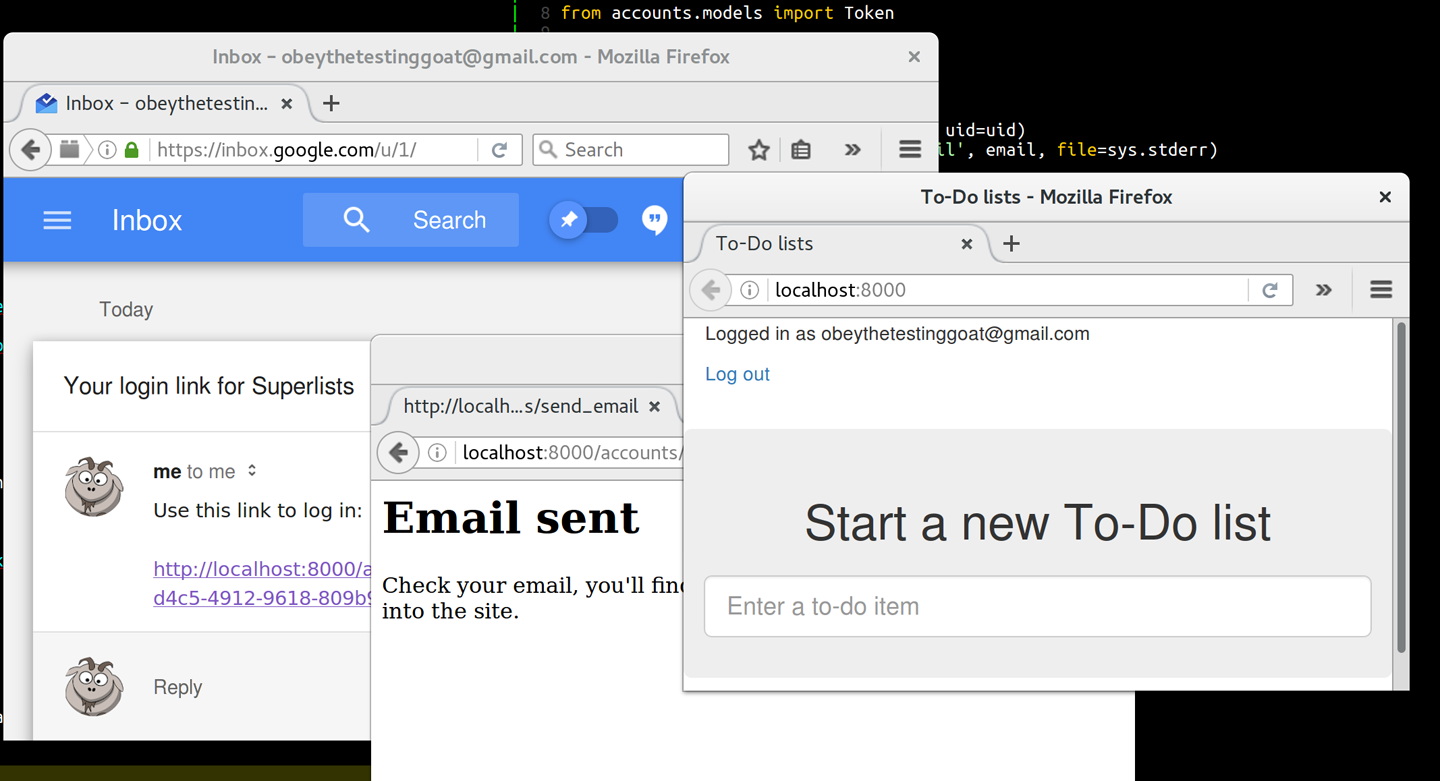 8 from accounts.models import Token
9
uid=uid)
il', email, file=sys.stderr)
Inbox – obeythetestinggoat@gmail.com - Mozilla Firefox
Inbox – obeythetestin...
https://inbox.google.com/u/1/
Search
Inbox
Search
Today
Your login link for Superlists
me to me
Use this link to log in:
http://localhost:8000/a
d4c5-4912-9618-809b9
Reply
http://localh...s/send_email
localhost:8000/accounts/
Email sent
Check your email, you'll find
into the site.
To-Do lists - Mozilla Firefox
To-Do lists
localhost:8000
Logged in as obeythetestinggoat@gmail.com
Log out
Start a new To-Do list
Enter a to-do item